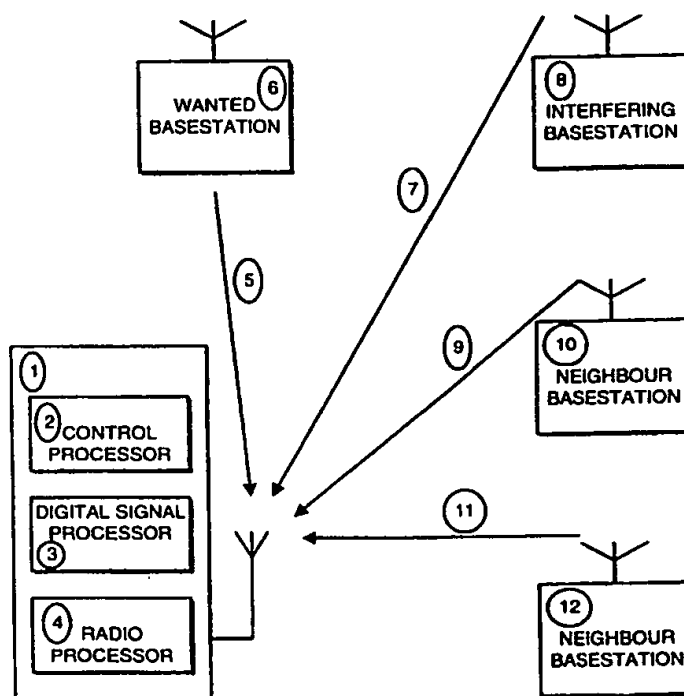 6
WANTED
BASESTATION
8
INTERFERING
BASESTATION
7
5
9
10
NEIGHBOUR
BASESTATION
1
2
CONTROL
PROCESSOR
DIGITAL SIGNAL
PROCESSOR
3
4
RADIO
PROCESSOR
11
12
NEIGHBOUR
BASESTATION